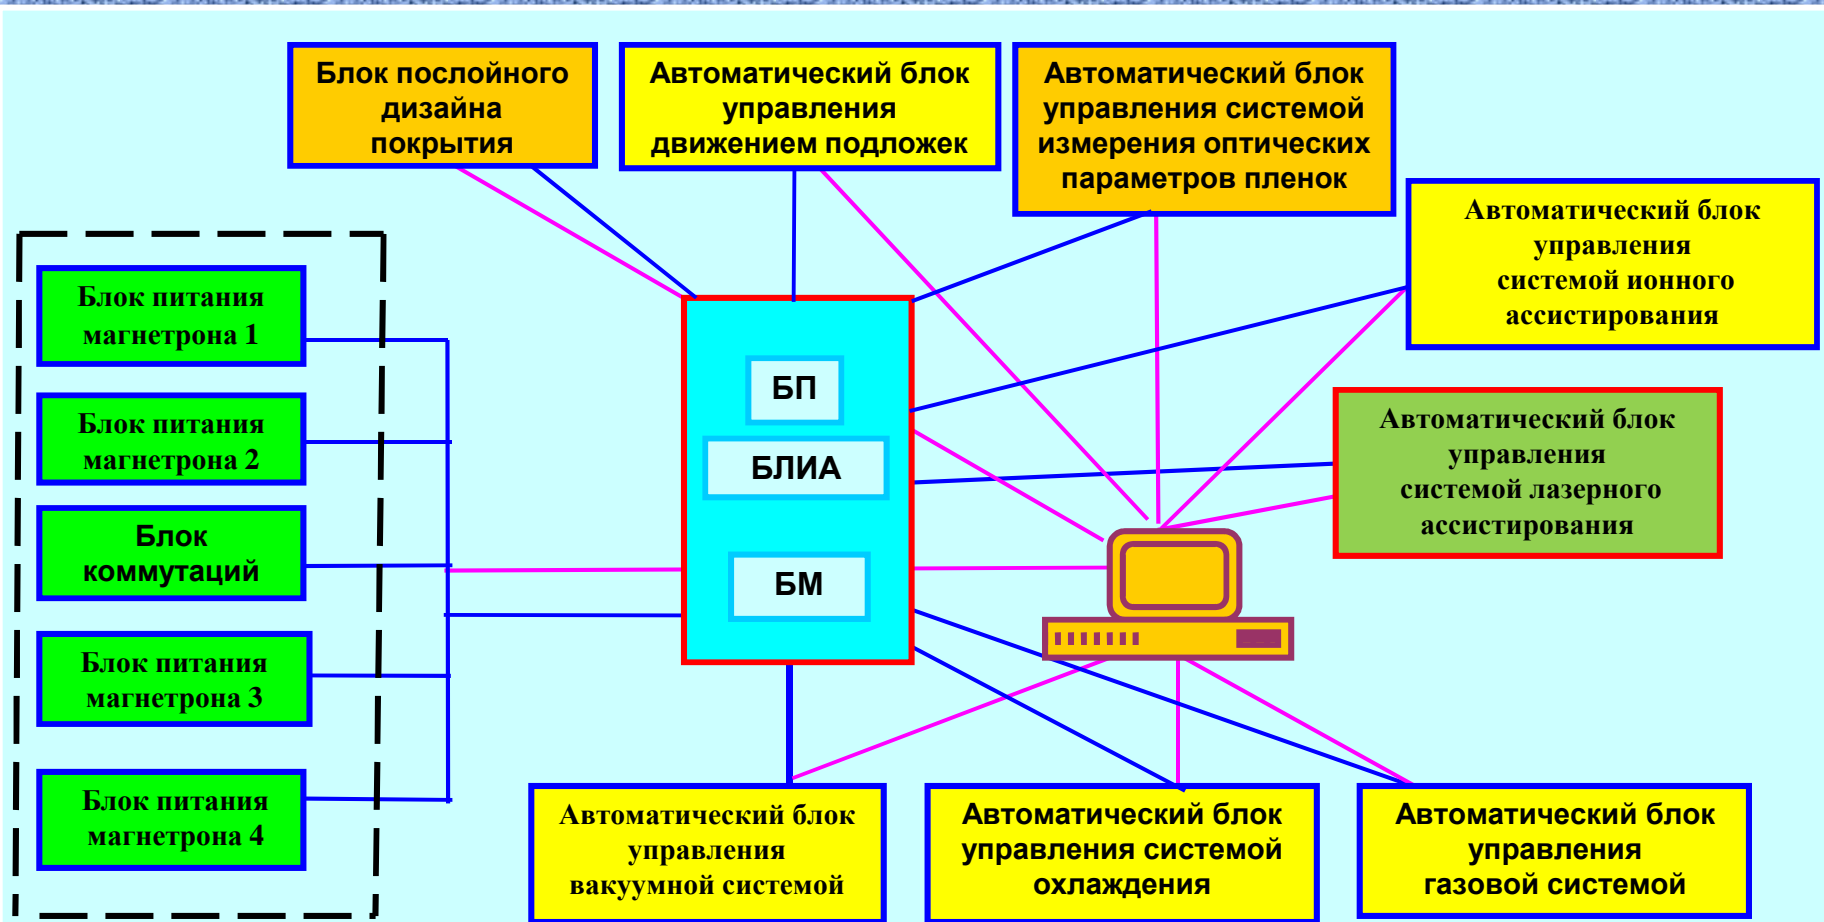 Блок послойного
дизайна
покрытия
Автоматический блок
управления
движением подложек
Автоматический блок
управления системой
измерения оптических
параметров пленок
Автоматический блок
управления
системой ионного
ассистирования
Блок питания
магнетрона 1
Блок питания
магнетрона 2
Блок
коммутаций
Блок питания
магнетрона 3
Блок питания
магнетрона 4
БП
БЛИА
БМ
Автоматический блок
управления
системой лазерного
ассистирования
Автоматический блок
управления
вакуумной системой
Автоматический блок
управления системой
охлаждения
Автоматический блок
управления
газовой системой